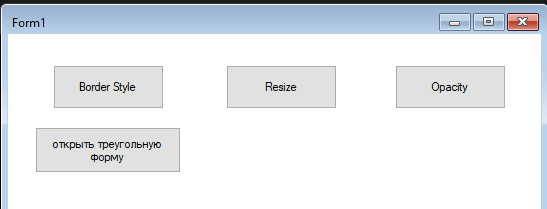 Form1
Border Style
Resize
Opacity
открыть треугольную
форму